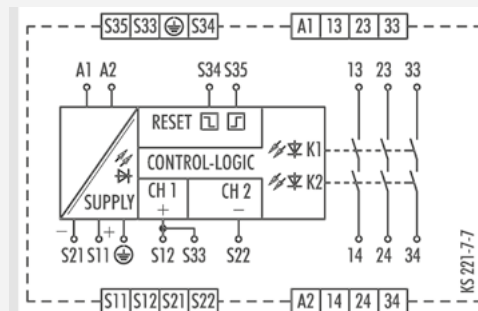 S35 S33 S34 A1 13 23 33
A1 A2 S34 S35 13 23 33
RESET
CONTROL-LOGIC K1
SUPPLY CH 1 CH 2 K2
+ −
− +
S21 S11 S12 S33 S22 14 24 34
KS 221-7-7
S11 S12 S21 S22 A2 14 24 34